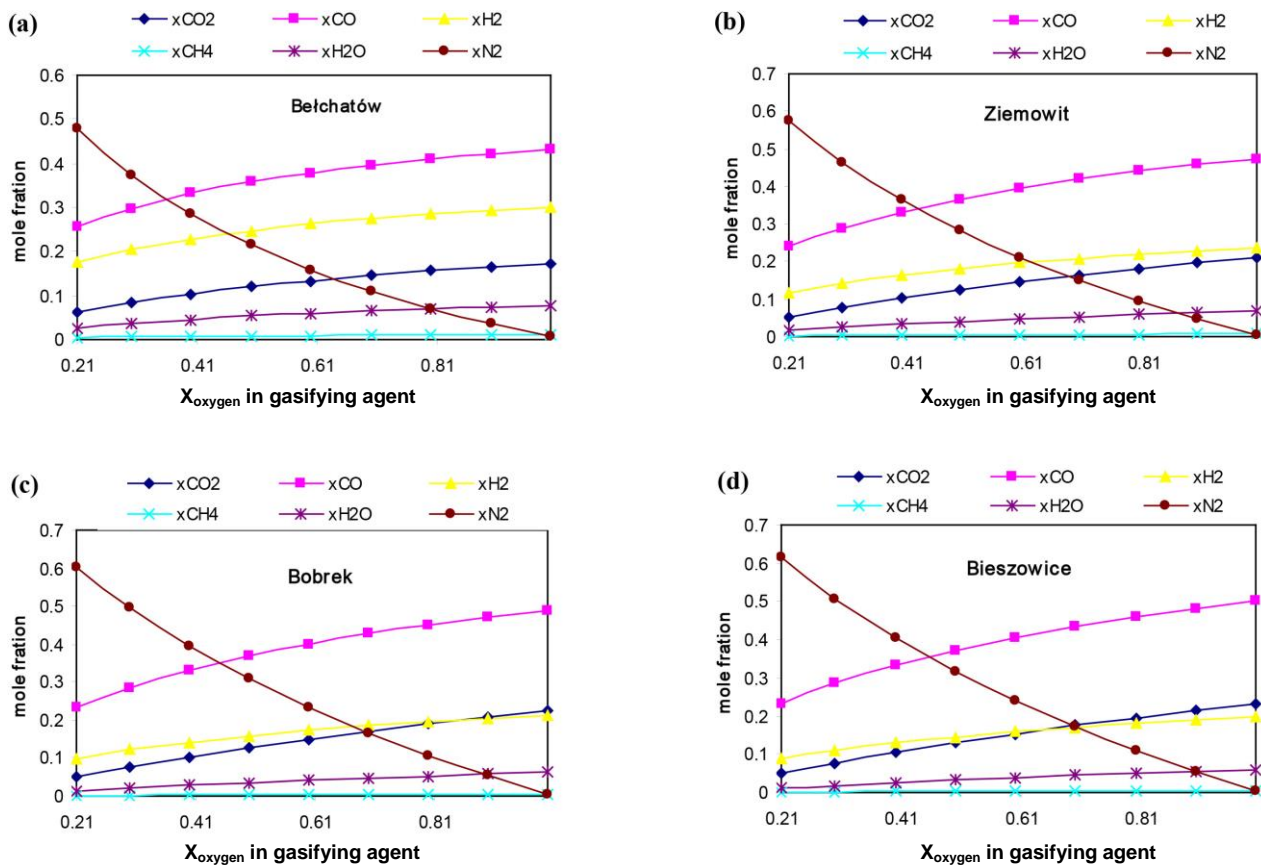 (a)
xCO2 xCO xH2
xCH4 xH2O xN2
Bełchatów
mole fration
0.6
0.5
0.4
0.3
0.2
0.1
0
0.21 0.41 0.61 0.81
Xoxygen in gasifying agent
(b)
xCO2 xCO xH2
xCH4 xH2O xN2
Ziemowit
mole fration
0.7
0.6
0.5
0.4
0.3
0.2
0.1
0
0.21 0.41 0.61 0.81
Xoxygen in gasifying agent
(c)
xCO2 xCO xH2
xCH4 xH2O xN2
Bobrek
mole fration
0.7
0.6
0.5
0.4
0.3
0.2
0.1
0
0.21 0.41 0.61 0.81
Xoxygen in gasifying agent
(d)
xCO2 xCO xH2
xCH4 xH2O xN2
Bieszowice
mole fration
0.7
0.6
0.5
0.4
0.3
0.2
0.1
0
0.21 0.41 0.61 0.81
Xoxygen in gasifying agent